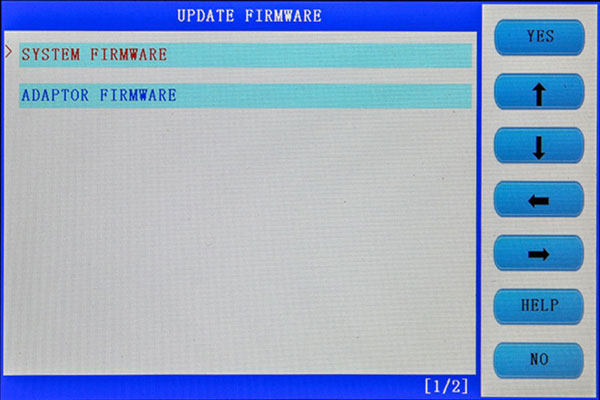 UPDATE FIRMWARE
SYSTEM FIRMWARE
ADAPTOR FIRMWARE
[1/2]
YES
HELP
NO